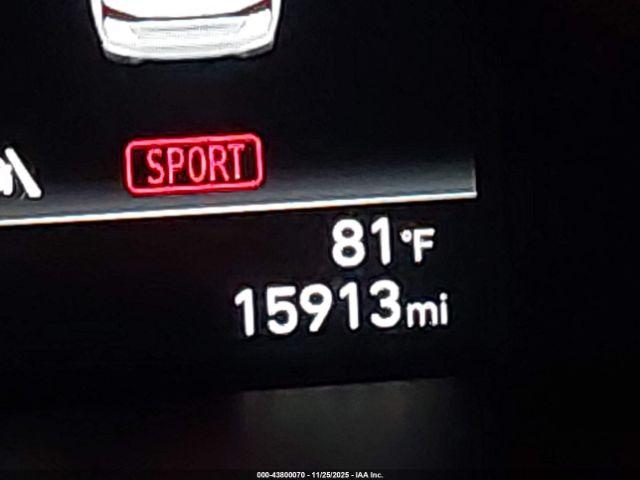 SPORT
81°F
15913mi
000-43800070 - 11/25/2025 - IAA Inc.